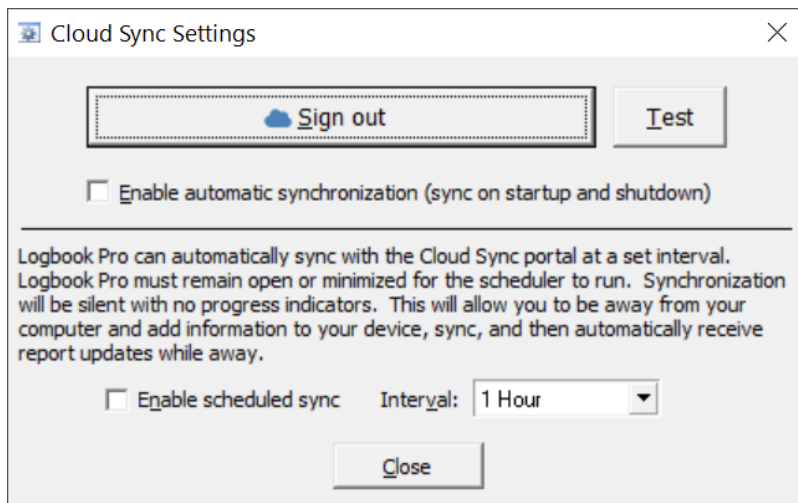 Cloud Sync Settings
Sign out
Test
Enable automatic synchronization (sync on startup and shutdown)
Logbook Pro can automatically sync with the Cloud Sync portal at a set interval.
Logbook Pro must remain open or minimized for the scheduler to run.  Synchronization
will be silent with no progress indicators.  This will allow you to be away from your
computer and add information to your device, sync, and then automatically receive
report updates while away.
Enable scheduled sync
Interval:
1 Hour
Close